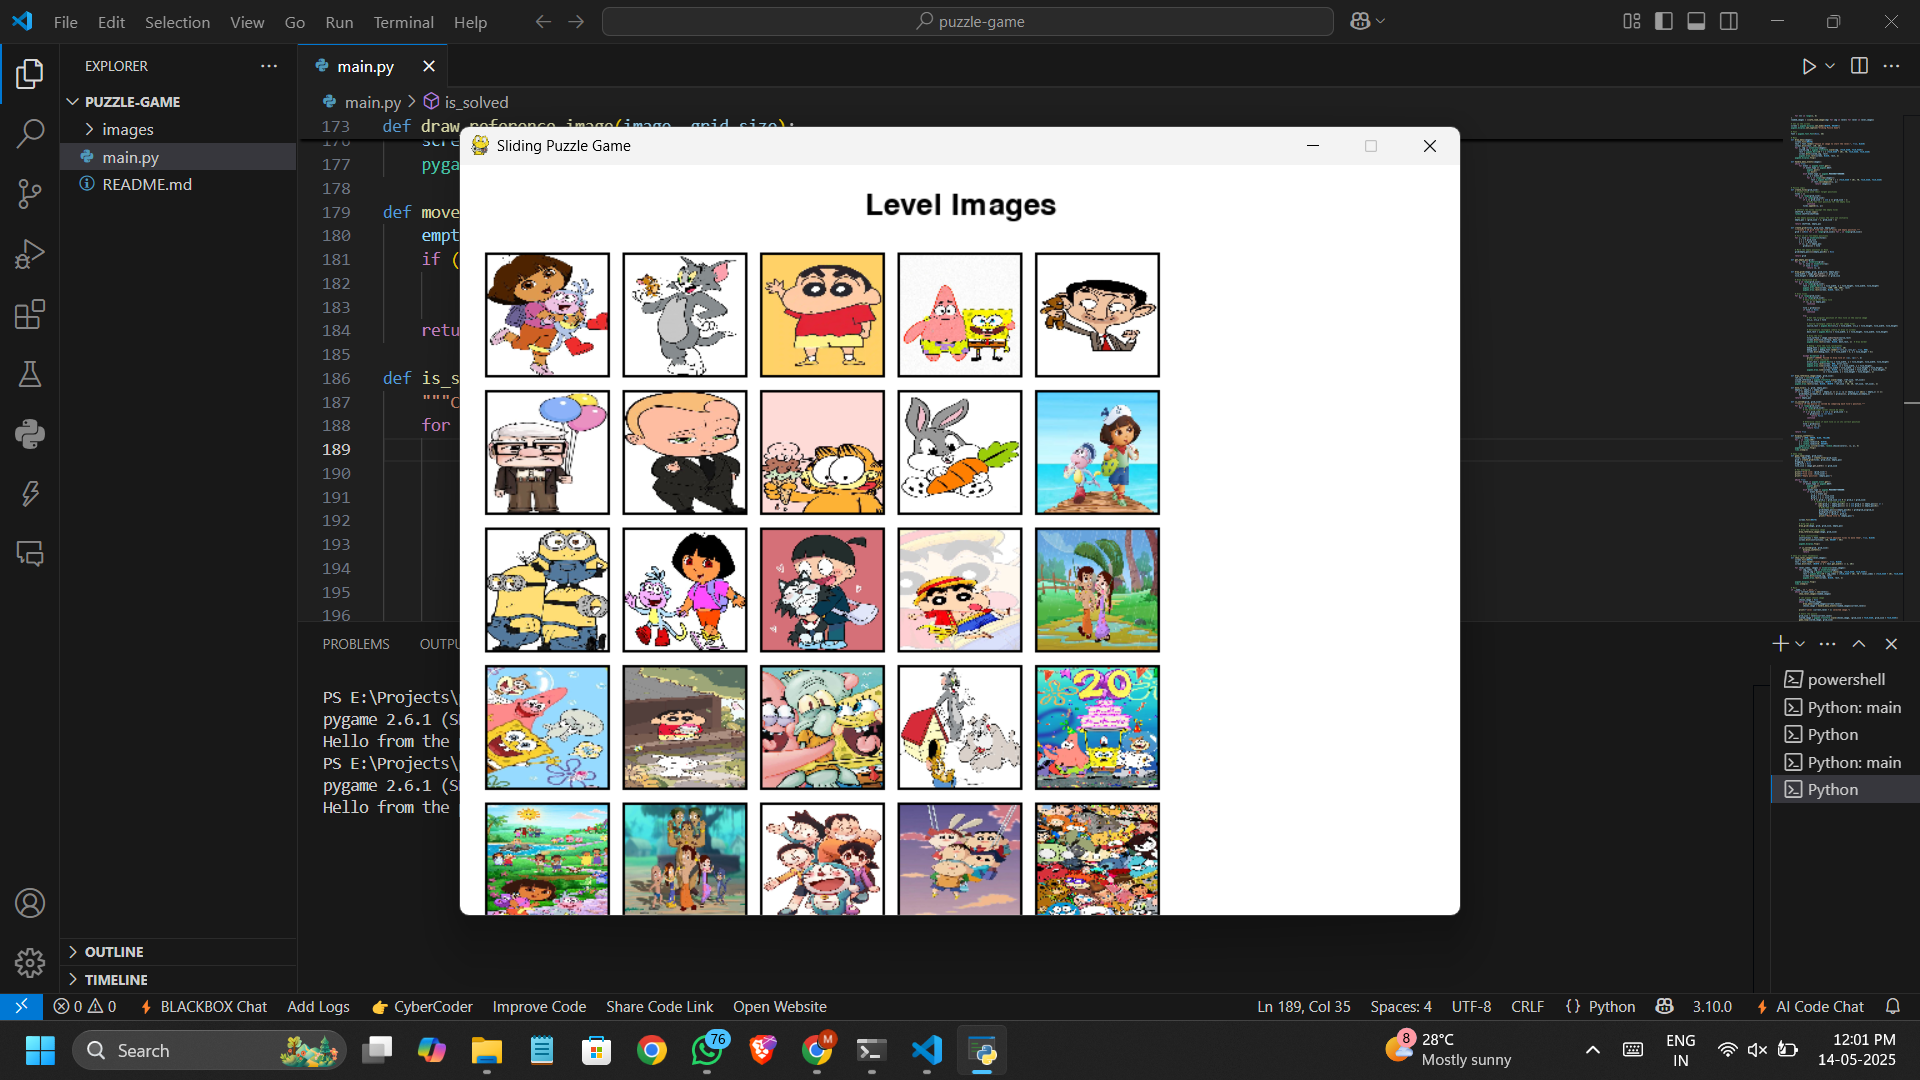 File Edit Selection View Go Run Terminal Help
puzzle-game
EXPLORER
main.py
PUZZLE-GAME
images
main.py
README.md
main.py > is_solved
173 def draw_reference_image(image, grid_size):
176
177 pyga
178
179 def move
180 empt
181 if (
182
183
184 retu
185
186 def is_s
187 """C
188 for
189
190
191
192
193
194
195
196
Sliding Puzzle Game
Level Images
20
PROBLEMS OUTPU
PS E:\Projects\
pygame 2.6.1 (S
Hello from the
PS E:\Projects\
pygame 2.6.1 (S
Hello from the
powershell
Python: main
Python
Python: main
Python
OUTLINE
TIMELINE
0 0 BLACKBOX Chat Add Logs CyberCoder Improve Code Share Code Link Open Website
Ln 189, Col 35 Spaces: 4 UTF-8 CRLF {} Python 3.10.0 AI Code Chat
Search
76
M
8
28°C
Mostly sunny
ENG
IN
12:01 PM
14-05-2025